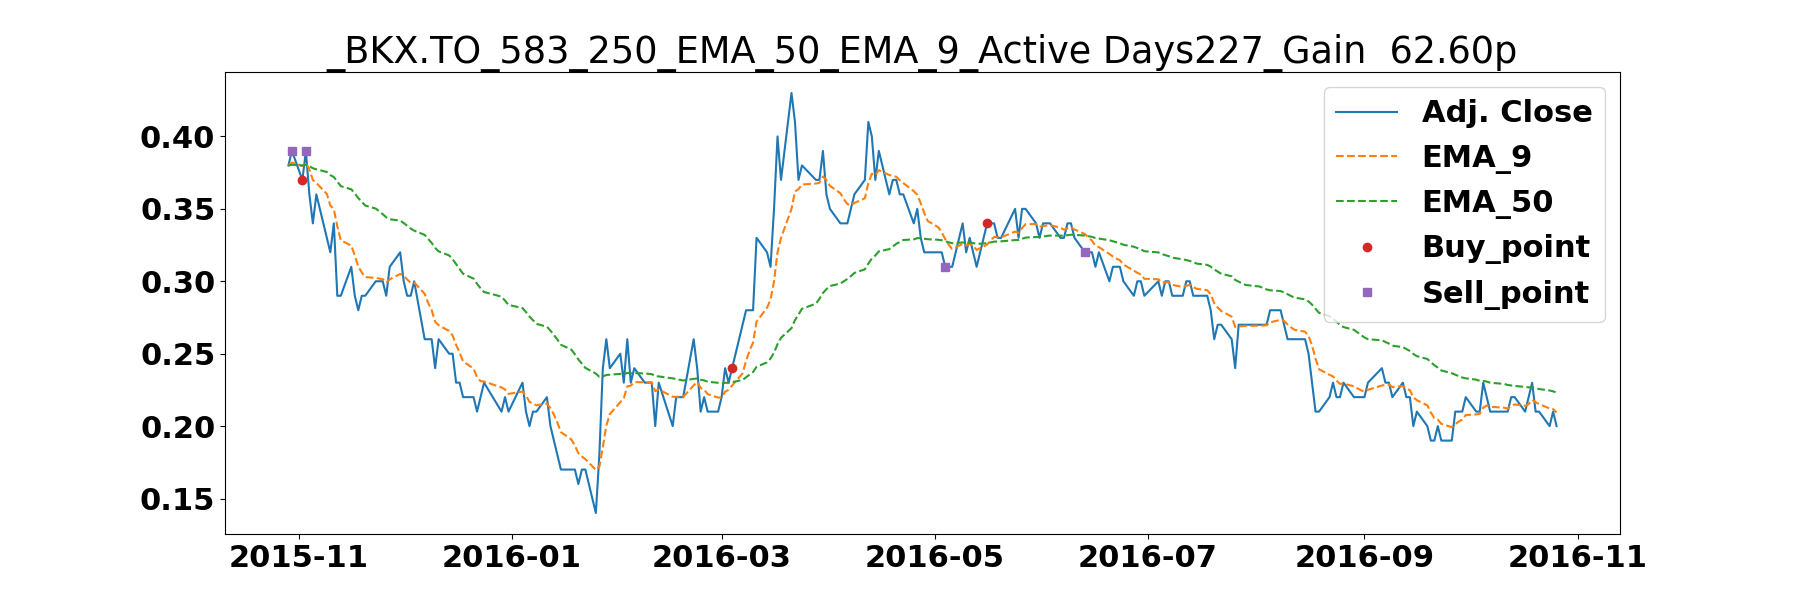 _BKX.TO_583_250_EMA_50_EMA_9_Active Days227_Gain  62.60p
Adj. Close
EMA_9
EMA_50
Buy_point
Sell_point
0.40
0.35
0.30
0.25
0.20
0.15
2015-11 2016-01 2016-03 2016-05 2016-07 2016-09 2016-11